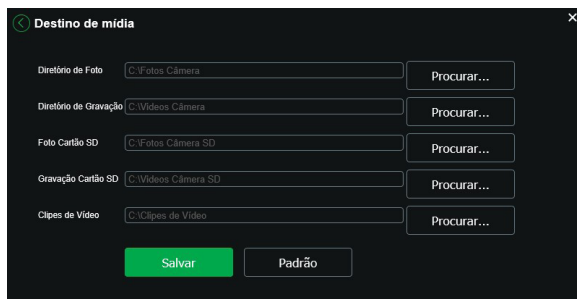 Destino de mídia
Diretório de Foto C:\Fotos Câmera Procurar...
Diretório de Gravação C:\Videos Câmera Procurar...
Foto Cartão SD C:\Fotos Câmera SD Procurar...
Gravação Cartão SD C:\Videos Câmera SD Procurar...
Clipes de Vídeo C:\Clipes de Vídeo Procurar...
Salvar Padrão